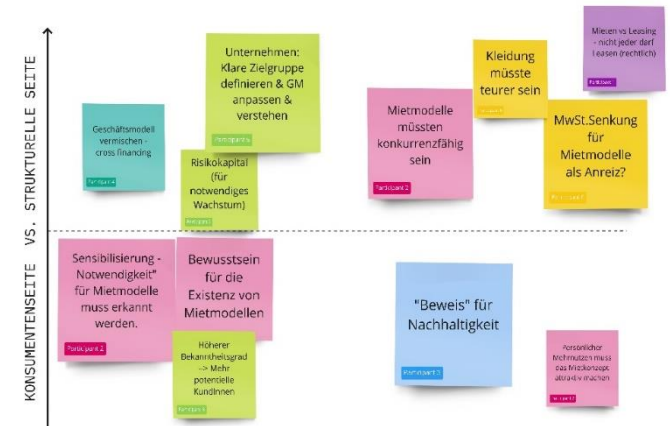 KONSUMENTENSEITE VS. STRUKTURELLE SEITE
Geschäftsmodell
vermischen -
cross financing
Participant 4
Unternehmen:
Klare Zielgruppe
definieren & GM
anpassen &
verstehen
Risikokapital
(für
notwendiges
Wachstum)
Mietmodelle
müssten
konkurrenzfähig
sein
Participant 2
Kleidung
müsste
teurer sein
Mieten vs Leasing
- nicht jeder darf
Leasen (rechtlich)
MwSt.Senkung
für
Mietmodelle
als Anreiz?
Sensibilisierung -
Notwendigkeit"
für Mietmodelle
muss erkannt
werden.
Participant 2
Bewusstsein
für die
Existenz von
Mietmodellen
Höherer
Bekanntheitsgrad
--> Mehr
potentielle
KundInnen
"Beweis" für
Nachhaltigkeit
Participant 3
Persönlicher
Mehrnutzen muss
das Mietkonzept
attraktiv machen